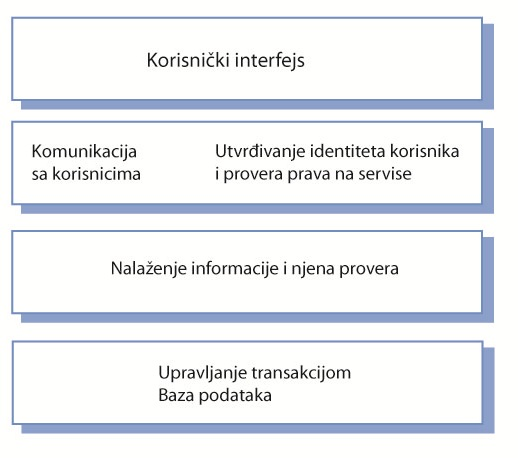 Korisnički interfejs
Komunikacija
sa korisnicima
Utvrđivanje identiteta korisnika
i provera prava na servise
Nalaženje informacije i njena provera
Upravljanje transakcijom
Baza podataka